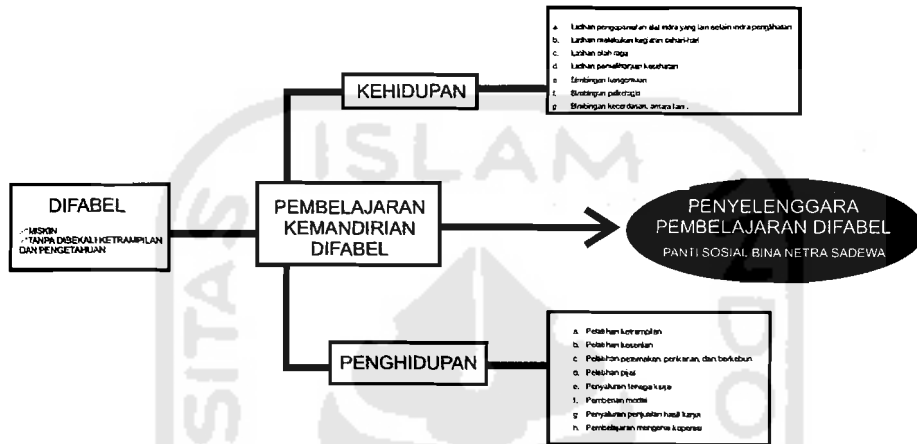 a. Latihan pengoperasian alat indra yang lain selain indra penglihatan
b. Latihan melakukan kegiatan sehari-hari
c. Latihan olah raga
d. Latihan pemeliharaan kesehatan
e. Bimbingan keagamaan
f. Bimbingan psikologis
g. Bimbingan kecerdasan, antara lain :
KEHIDUPAN
ISLAM
DIFABEL
MISKIN
TANPA DIBEKALI KETRAMPILAN
DAN PENGETAHUAN
PEMBELAJARAN
KEMANDIRIAN
DIFABEL
PENYELENGGARA
PEMBELAJARAN DIFABEL
PANTI SOSIAL BINA NETRA SADEWA
SITAS
PENGHIDUPAN
a. Pelatihan ketrampilan
b. Pelatihan kesenian
c. Pelatihan peternakan, perikanan, dan berkebun
d. Pelatihan pijat
e. Penyaluran tenaga kerja
f. Pemberian modal
g. Penyaluran penjualan hasil karya
h. Pembelajaran mengenai koperasi